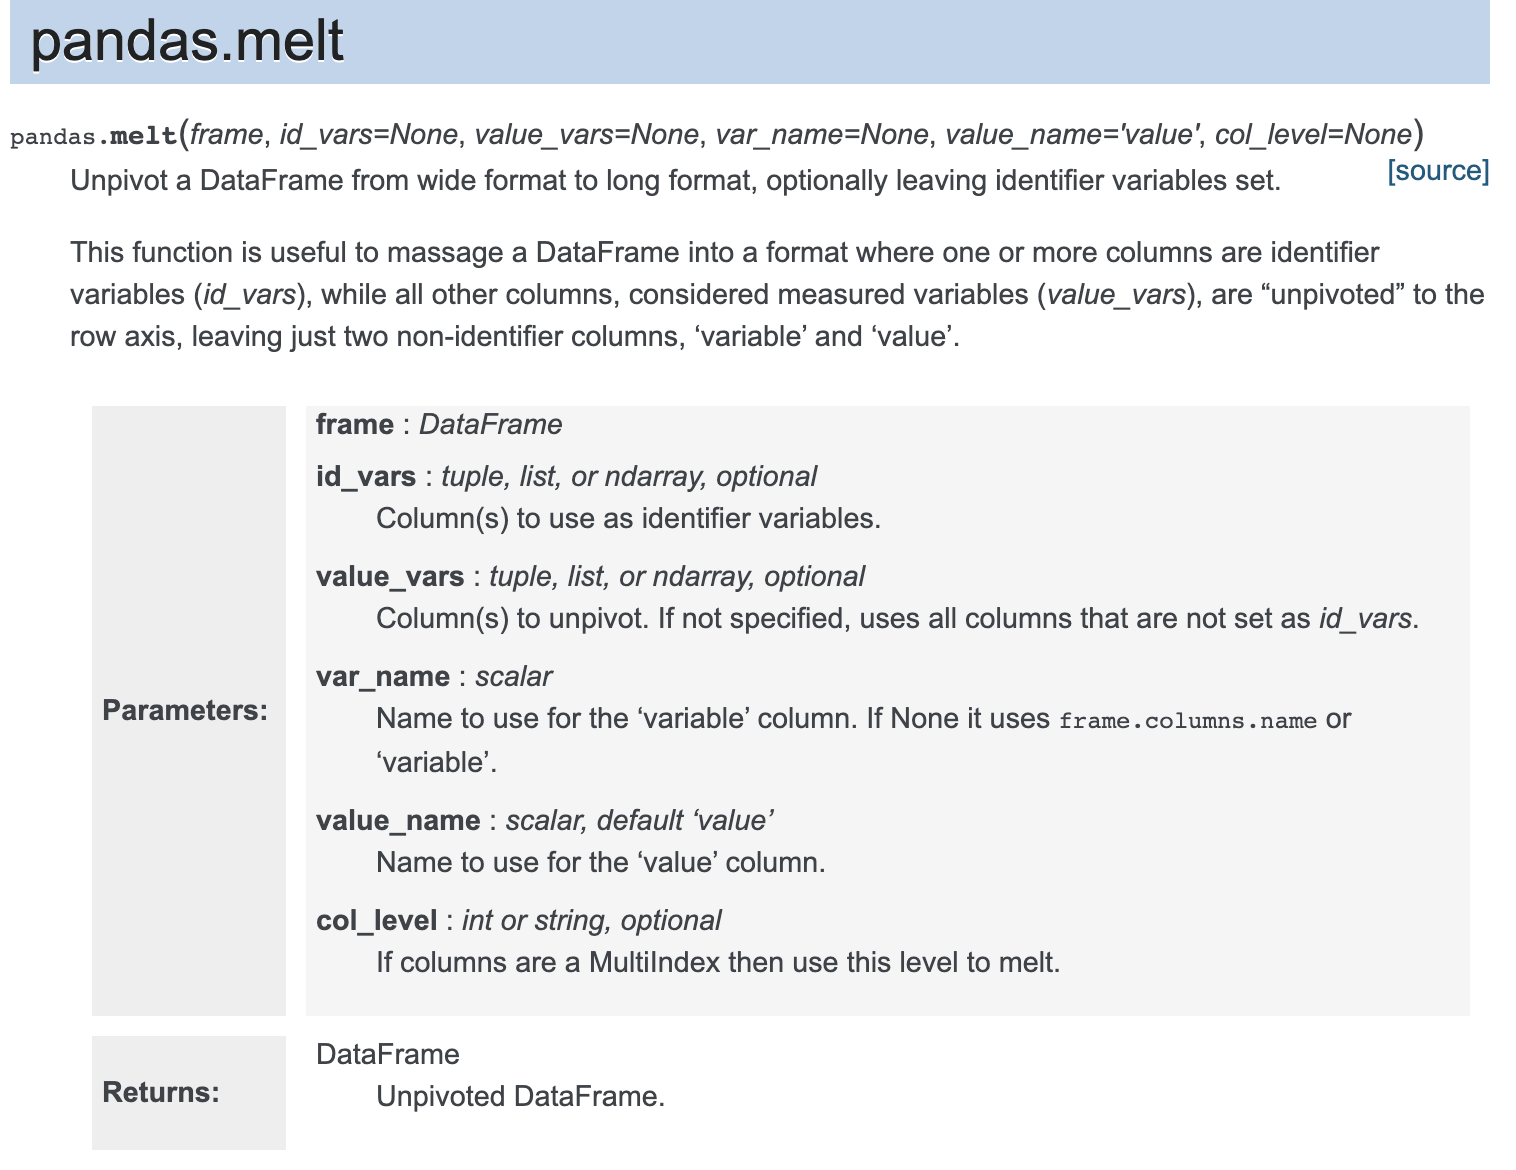 pandas.melt
pandas.melt(frame, id_vars=None, value_vars=None, var_name=None, value_name='value', col_level=None)
[source]
Unpivot a DataFrame from wide format to long format, optionally leaving identifier variables set.
This function is useful to massage a DataFrame into a format where one or more columns are identifier
variables (id_vars), while all other columns, considered measured variables (value_vars), are “unpivoted” to the
row axis, leaving just two non-identifier columns, ‘variable’ and ‘value’.
Parameters:
frame : DataFrame
id_vars : tuple, list, or ndarray, optional
Column(s) to use as identifier variables.
value_vars : tuple, list, or ndarray, optional
Column(s) to unpivot. If not specified, uses all columns that are not set as id_vars.
var_name : scalar
Name to use for the ‘variable’ column. If None it uses frame.columns.name or
‘variable’.
value_name : scalar, default ‘value’
Name to use for the ‘value’ column.
col_level : int or string, optional
If columns are a MultiIndex then use this level to melt.
Returns:
DataFrame
Unpivoted DataFrame.